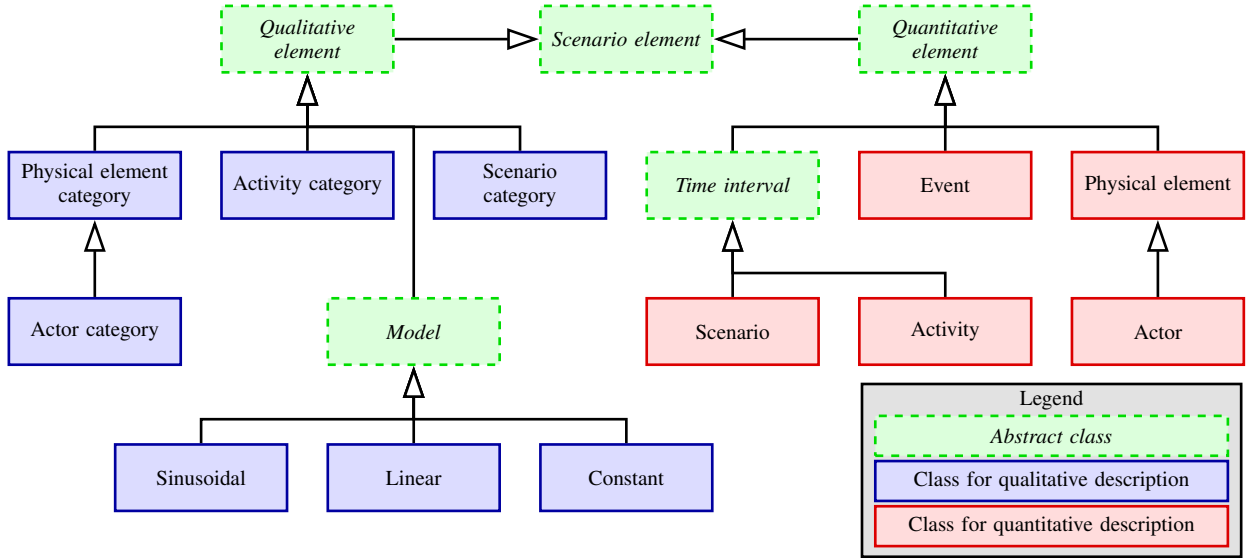 Qualitative
element
Scenario element
Quantitative
element
Physical element
category
Activity category
Scenario
category
Time interval
Event
Physical element
Actor category
Model
Scenario
Activity
Actor
Sinusoidal
Linear
Constant
Legend
Abstract class
Class for qualitative description
Class for quantitative description